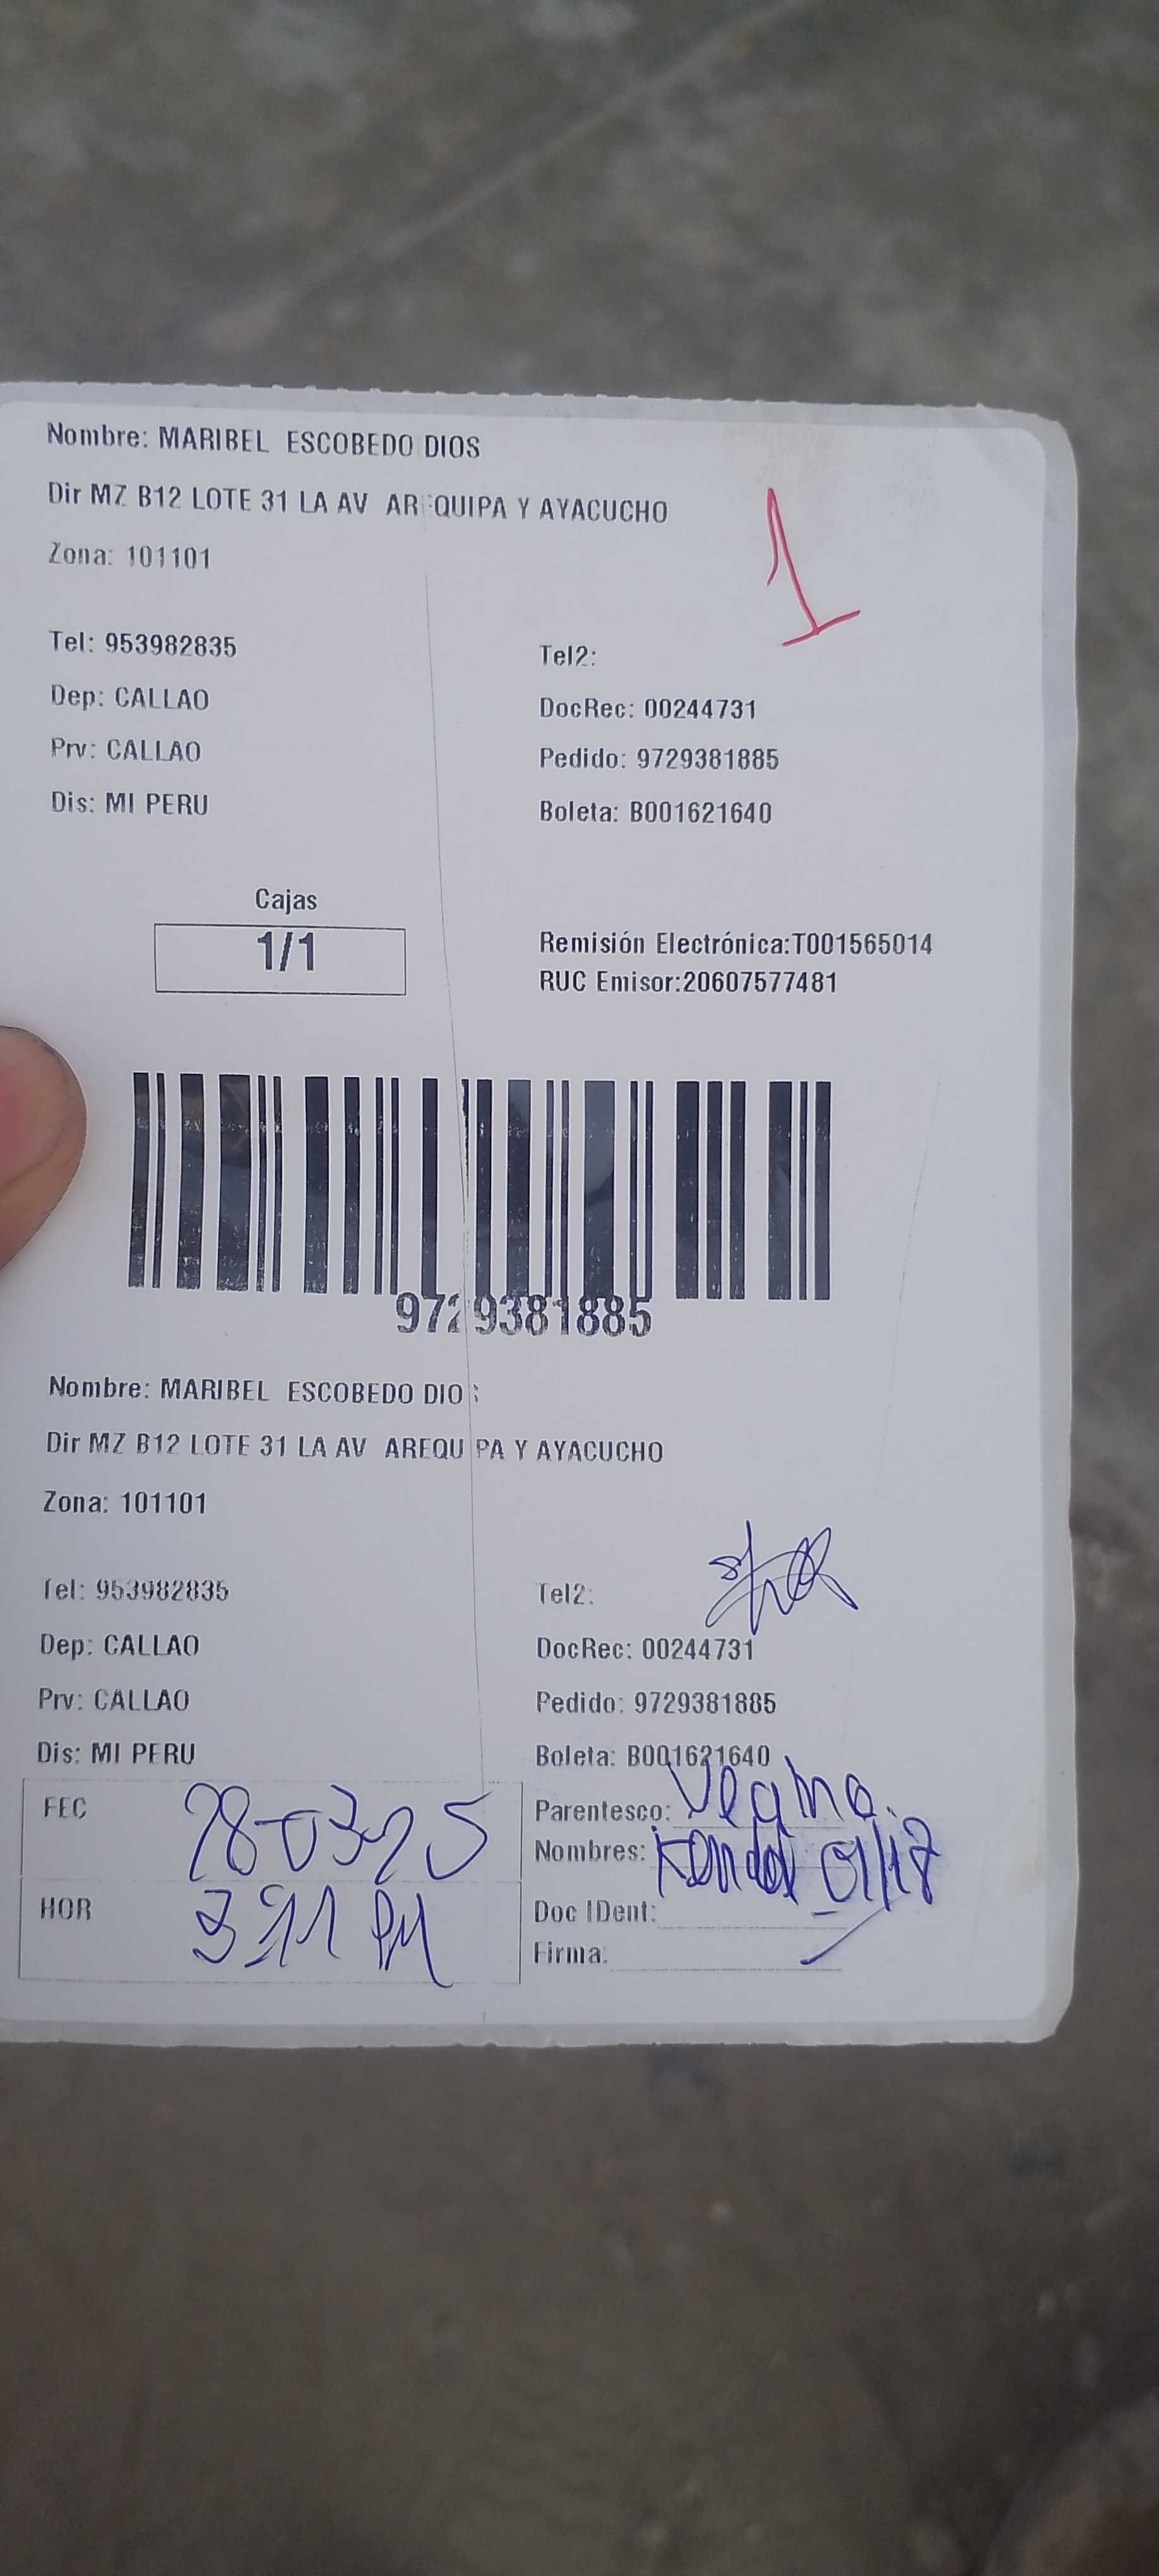 Nombre: MARIBEL ESCOBEDO DIOS
Dir MZ B12 LOTE 31 LA AV AREQUIPA Y AYACUCHO
Zona: 101101
1
Tel: 953982835
Tel2:
Dep: CALLAO
DocRec: 00244731
Prv: CALLAO
Pedido: 9729381885
Dis: MI PERU
Boleta: B001621640
Cajas
1/1
Remisión Electrónica:T001565014
RUC Emisor:20607577481
9729381885
Nombre: MARIBEL ESCOBEDO DIOS
Dir MZ B12 LOTE 31 LA AV AREQUIPA Y AYACUCHO
Zona: 101101
Tel: 953982835
Tel2:
Dep: CALLAO
DocRec: 00244731
Prv: CALLAO
Pedido: 9729381885
Dis: MI PERU
Boleta: B001621640
FEC 28-03-25
Parentesco:
Nombres:
HOR PM
Doc IDent:
Firma: